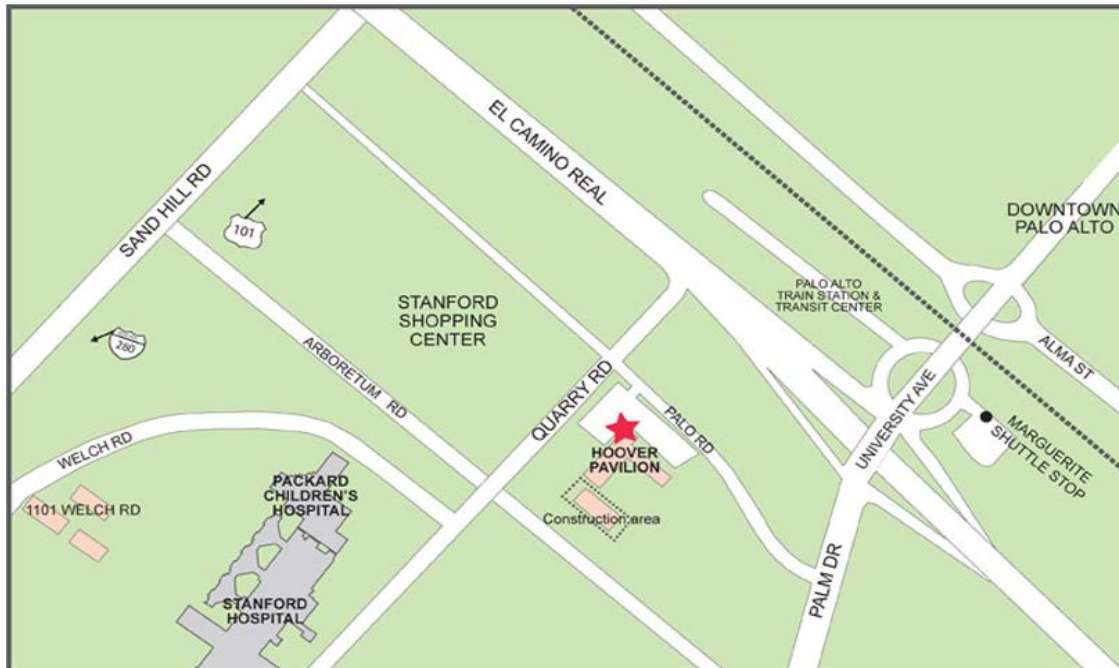 EL CAMINO REAL
SAND HILL RD
101
DOWNTOWN
PALO ALTO
PALO ALTO
TRAIN STATION &
TRANSIT CENTER
STANFORD
SHOPPING
CENTER
280
ARBORETUM RD
ALMA ST
QUARRY RD
PALO RD
UNIVERSITY AVE
MARGUERITE
SHUTTLE STOP
WELCH RD
HOOVER
PAVILION
PACKARD
CHILDREN'S
HOSPITAL
1101 WELCH RD
Construction area
PALM DR
STANFORD
HOSPITAL